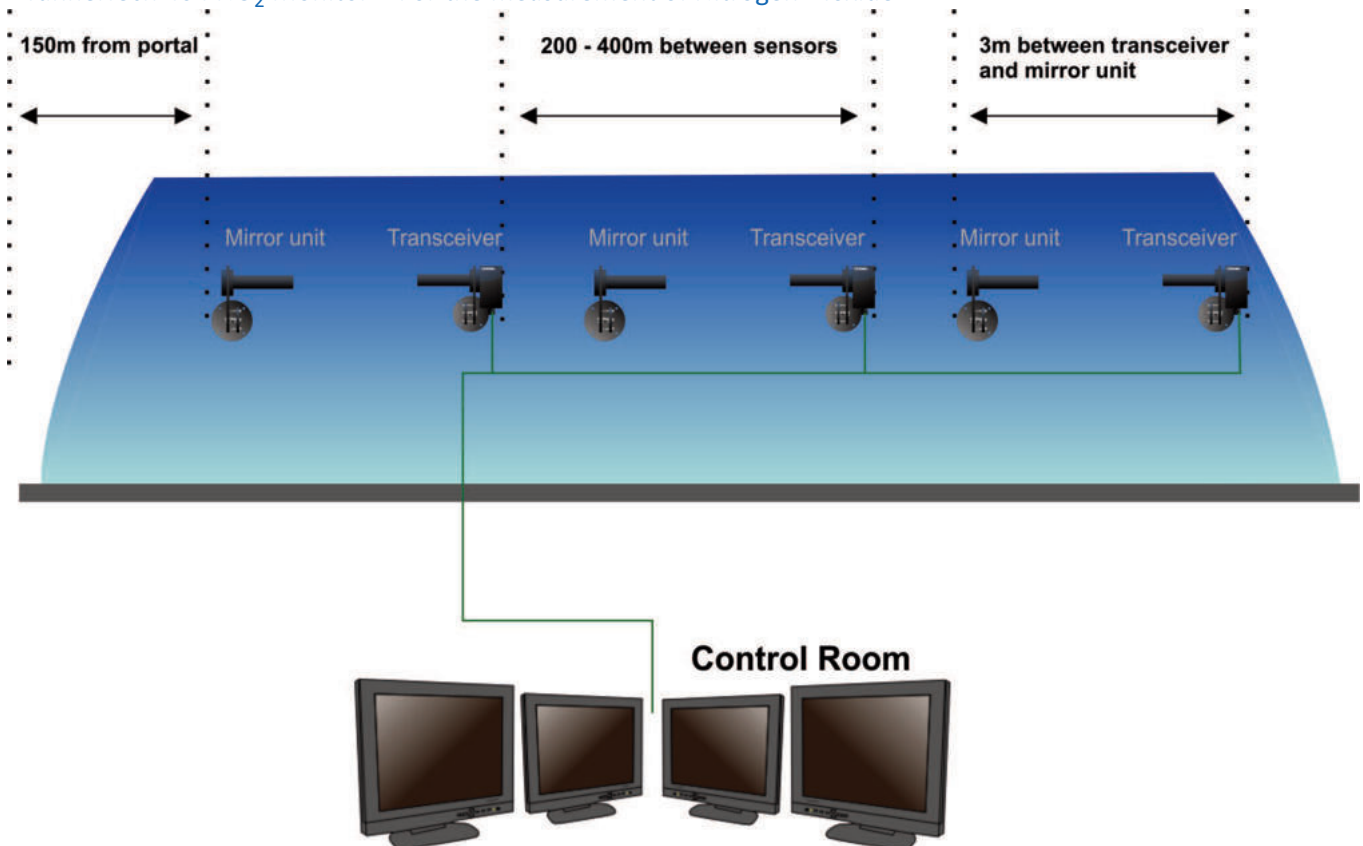 150m from portal
200 - 400m between sensors
3m between transceiver
and mirror unit
Mirror unit
Transceiver
Mirror unit
Transceiver
Mirror unit
Transceiver
Control Room